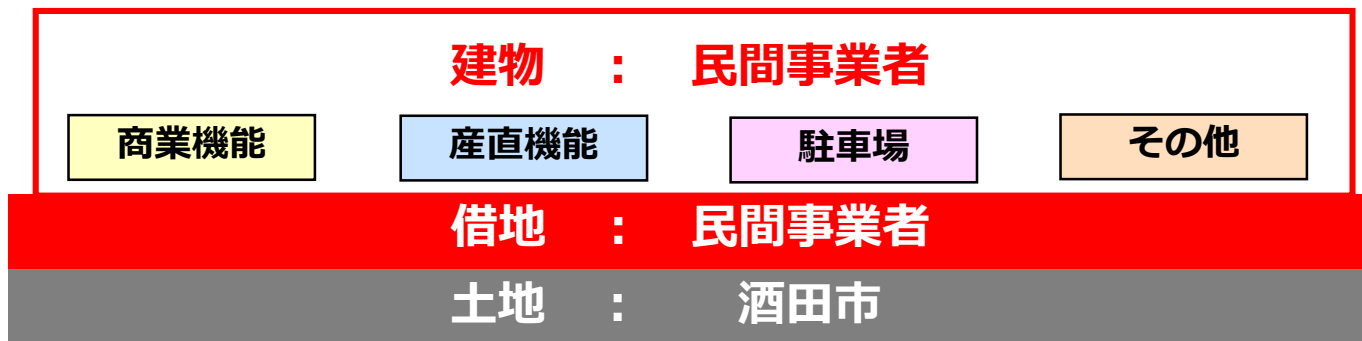 建物 : 民間事業者
商業機能 産直機能 駐車場 その他
借地 : 民間事業者
土地 : 酒田市